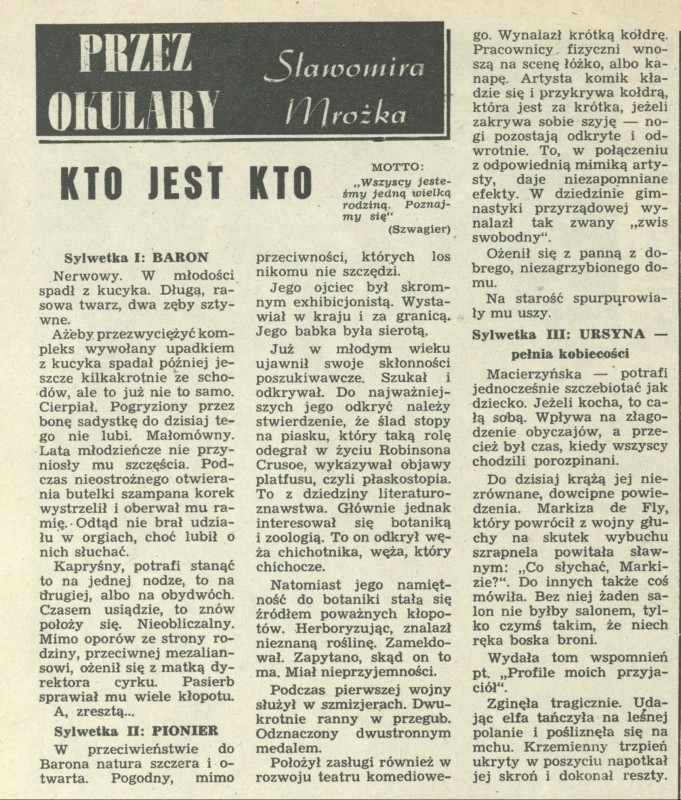 PRZEZ
OKULARY
Sławomira
Mrożka
KTO JEST KTO
MOTTO:
„Wszyscy jeste-
śmy jedną wielką
rodziną. Poznaj-
my się"
(Szwagier)
Sylwetka I: BARON
Nerwowy. W młodości
spadł z kucyka. Długa, ra-
sowa twarz, dwa zęby szty-
wne.
Ażeby przezwyciężyć kom-
pleks wywołany upadkiem
z kucyka spadał później je-
szcze kilkakrotnie ze scho-
dów, ale to już nie to samo.
Cierpiał. Pogryziony przez
bonę sadystkę do dzisiaj te-
go nie lubi. Małomówny.
Lata młodzieńcze nie przy-
niosły mu szczęścia. Pod-
czas nieostrożnego otwiera-
nia butelki szampana korek
wystrzelił i oberwał mu ra-
mię. Odtąd nie brał udzia-
łu w orgiach, choć lubił o
nich słuchać.
Kapryśny, potrafi stanąć
to na jednej nodze, to na
drugiej, albo na obydwóch.
Czasem usiądzie, to znów
położy się. Nieobliczalny.
Mimo oporów ze strony ro-
dziny, przeciwnej mezalian-
sowi, ożenił się z matką dy-
rektora cyrku. Pasierb
sprawiał mu wiele kłopotu.
A, zresztą...
Sylwetka II: PIONIER
W przeciwieństwie do
Barona natura szczera i o-
twarta. Pogodny, mimo
przeciwności, których los
nikomu nie szczędzi.
Jego ojciec był skrom-
nym exhibicjonistą. Wysta-
wiał w kraju i za granicą.
Jego babka była sierotą.
Już w młodym wieku
ujawnił swoje skłonności
poszukiwawcze. Szukał i
odkrywał. Do najważniej-
szych jego odkryć należy
stwierdzenie, że ślad stopy
na piasku, który taką rolę
odegrał w życiu Robinsona
Crusoe, wykazywał objawy
platfusu, czyli płaskostopia.
To z dziedziny literaturo-
znawstwa. Głównie jednak
interesował się botaniką
i zoologią. To on odkrył wę-
ża chichotnika, węża, który
chichocze.
Natomiast jego namięt-
ność do botaniki stała się
źródłem poważnych kłopo-
tów. Herboryzując, znalazł
nieznaną roślinę. Zameldo-
wał. Zapytano, skąd on to
ma. Miał nieprzyjemności.
Podczas pierwszej wojny
służył w szmizjerach. Dwu-
krotnie ranny w przegub.
Odznaczony dwustronnym
medalem.
Położył zasługi również w
rozwoju teatru komediowe-
go. Wynalazł krótką kołdrę.
Pracownicy fizyczni wno-
szą na scenę łóżko, albo ka-
napę. Artysta komik kła-
dzie się i przykrywa kołdrą,
która jest za krótka, jeżeli
zakrywa sobie szyję — no-
gi pozostają odkryte i od-
wrotnie. To, w połączeniu
z odpowiednią mimiką arty-
sty, daje niezapomniane
efekty. W dziedzinie gim-
nastyki przyrządowej wy-
nalazł tak zwany „zwis
swobodny".
Ożenił się z panną z do-
brego, niezagrzybionego do-
mu.
Na starość spurpurowia-
ły mu uszy.
Sylwetka III: URSYNA —
pełnia kobiecości
Macierzyńska — potrafi
jednocześnie szczebiotać jak
dziecko. Jeżeli kocha, to ca-
łą sobą. Wpływa na złago-
dzenie obyczajów, a prze-
cież był czas, kiedy wszyscy
chodzili porozpinani.
Do dzisiaj krążą jej nie-
zrównane, dowcipne powie-
dzenia. Markiza de Fly,
który powrócił z wojny głu-
chy na skutek wybuchu
szrapnela powitała sław-
nym: „Co słychać, Marki-
zie?". Do innych także coś
mówiła. Bez niej żaden sa-
lon nie byłby salonem, tyl-
ko czymś takim, że niech
ręka boska broni.
Wydała tom wspomnień
pt. „Profile moich przyja-
ciół".
Zginęła tragicznie. Uda-
jąc elfa tańczyła na leśnej
polanie i pośliznęła się na
mchu. Krzemienny trzpień
ukryty w poszyciu napotkał
jej skroń i dokonał reszty.